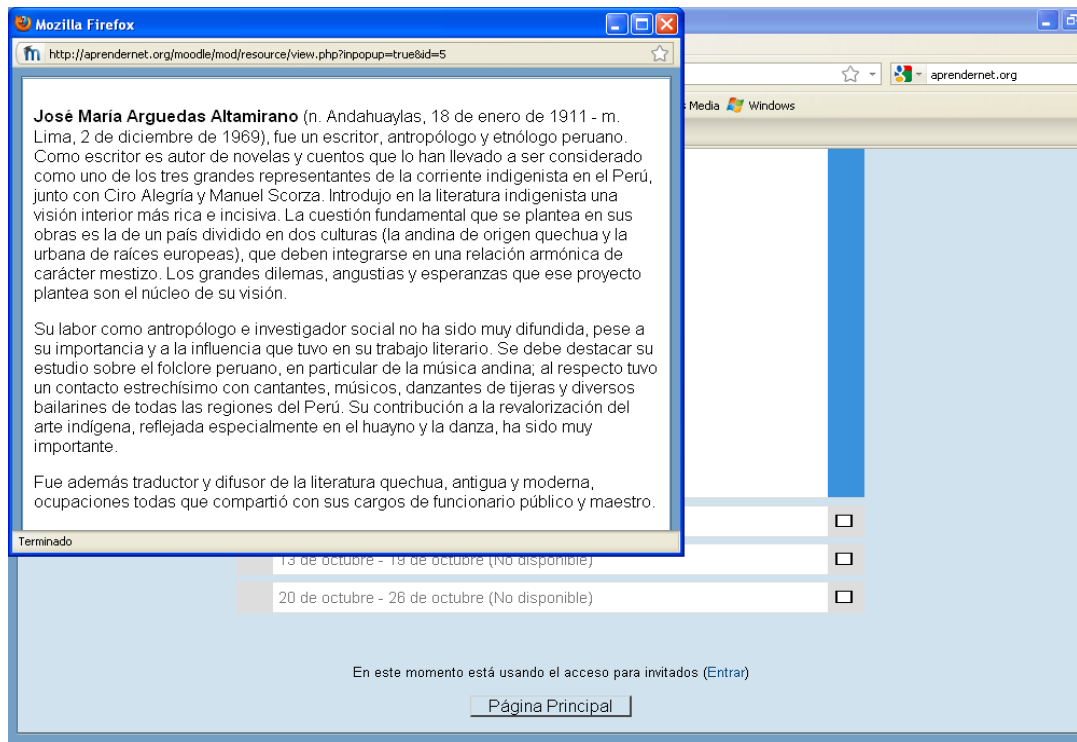 Mozilla Firefox
http://aprendernet.org/moodle/mod/resource/view.php?inpopup=true&id=5
aprendernet.org
Media
Windows
José María Arguedas Altamirano (n. Andahuaylas, 18 de enero de 1911 - m.
Lima, 2 de diciembre de 1969), fue un escritor, antropólogo y etnólogo peruano.
Como escritor es autor de novelas y cuentos que lo han llevado a ser considerado
como uno de los tres grandes representantes de la corriente indigenista en el Perú,
junto con Ciro Alegría y Manuel Scorza. Introdujo en la literatura indigenista una
visión interior más rica e incisiva. La cuestión fundamental que se plantea en sus
obras es la de un país dividido en dos culturas (la andina de origen quechua y la
urbana de raíces europeas), que deben integrarse en una relación armónica de
carácter mestizo. Los grandes dilemas, angustias y esperanzas que ese proyecto
plantea son el núcleo de su visión.
Su labor como antropólogo e investigador social no ha sido muy difundida, pese a
su importancia y a la influencia que tuvo en su trabajo literario. Se debe destacar su
estudio sobre el folclore peruano, en particular de la música andina; al respecto tuvo
un contacto estrechísimo con cantantes, músicos, danzantes de tijeras y diversos
bailarines de todas las regiones del Perú. Su contribución a la revalorización del
arte indígena, reflejada especialmente en el huayno y la danza, ha sido muy
importante.
Fue además traductor y difusor de la literatura quechua, antigua y moderna,
ocupaciones todas que compartió con sus cargos de funcionario público y maestro.
Terminado
13 de octubre - 19 de octubre (No disponible)
20 de octubre - 26 de octubre (No disponible)
En este momento está usando el acceso para invitados (Entrar)
Página Principal